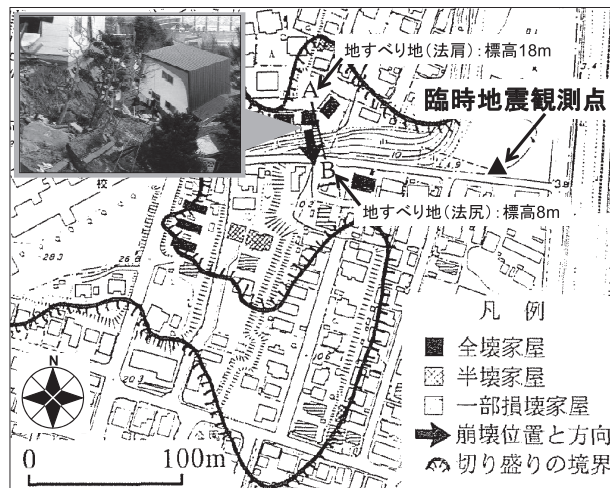 地すべり地(法肩):標高18m
A
臨時地震観測点
B
地すべり地(法尻):標高8m
校
N
0 100m
凡 例
全壊家屋
半壊家屋
一部損壊家屋
崩壊位置と方向
切り盛りの境界